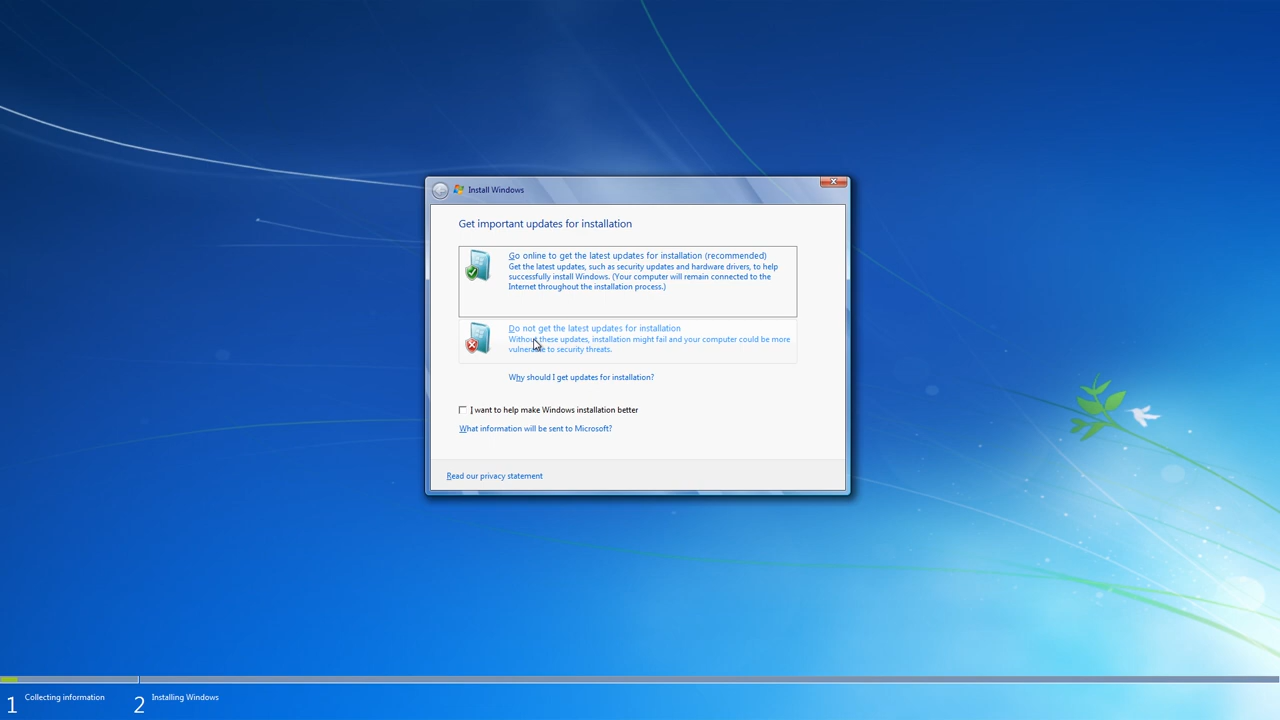 Install Windows
Get important updates for installation
Go online to get the latest updates for installation (recommended)
Get the latest updates, such as security updates and hardware drivers, to help
successfully install Windows. (Your computer will remain connected to the
Internet throughout the installation process.)
Do not get the latest updates for installation
Without these updates, installation might fail and your computer could be more
vulnerable to security threats.
Why should I get updates for installation?
I want to help make Windows installation better
What information will be sent to Microsoft?
Read our privacy statement
1 Collecting information
2 Installing Windows